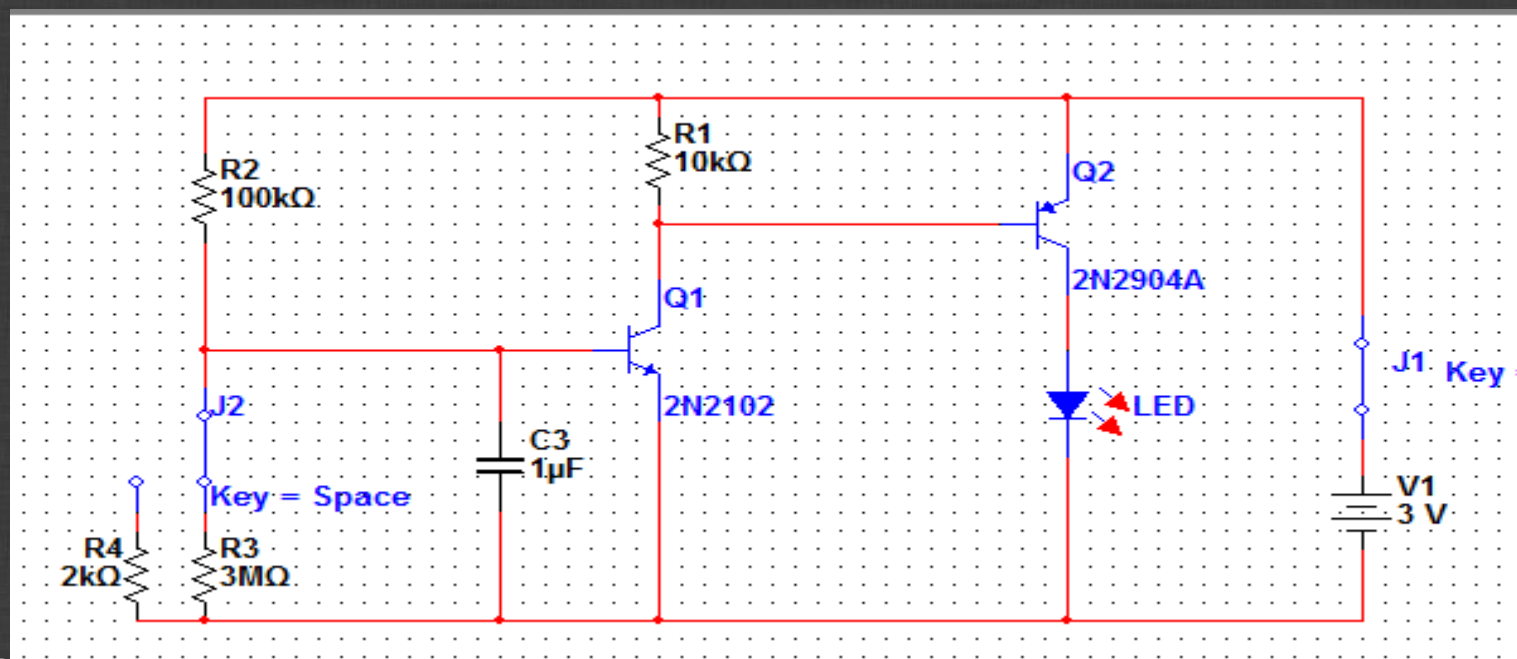 R1
10kΩ
R2
100kΩ
Q2
2N2904A
Q1
2N2102
J1
Key =
J2
LED
C3
1μF
Key = Space
V1
3 V
R4
2kΩ
R3
3MΩ